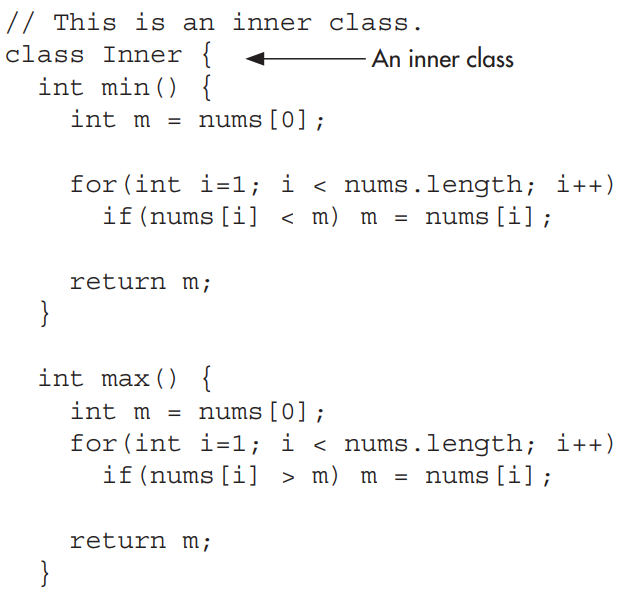 // This is an inner class.
class Inner { An inner class
  int min() {
    int m = nums[0];

    for(int i=1; i < nums.length; i++)
      if(nums[i] < m) m = nums[i];

    return m;
  }

  int max() {
    int m = nums[0];
    for(int i=1; i < nums.length; i++)
      if(nums[i] > m) m = nums[i];

    return m;
  }